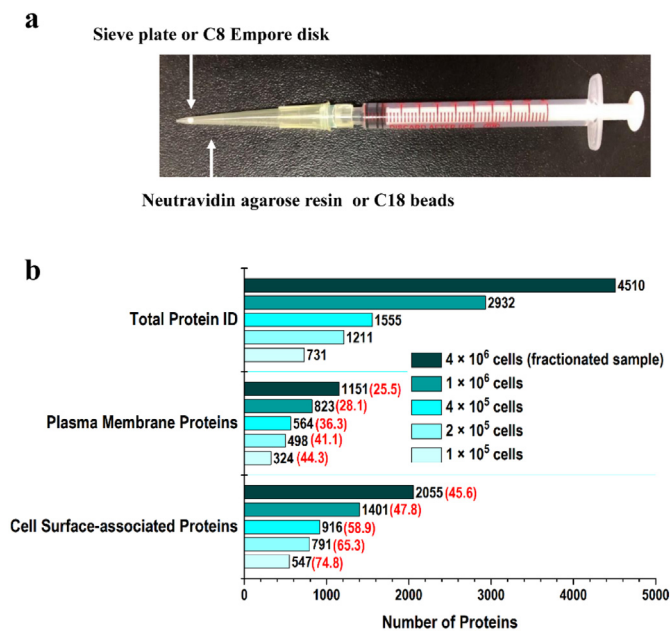 a
Sieve plate or C8 Empore disk
Neutravidin agarose resin or C18 beads
b
Total Protein ID
4510
2932
1555
1211
731
4 × 10⁶ cells (fractionated sample)
1 × 10⁶ cells
4 × 10⁵ cells
2 × 10⁵ cells
1 × 10⁵ cells
Plasma Membrane Proteins
1151(25.5)
823(28.1)
564(36.3)
498(41.1)
324(44.3)
Cell Surface-associated Proteins
2055(45.6)
1401(47.8)
916(58.9)
791(65.3)
547(74.8)
0 1000 2000 3000 4000 5000
Number of Proteins